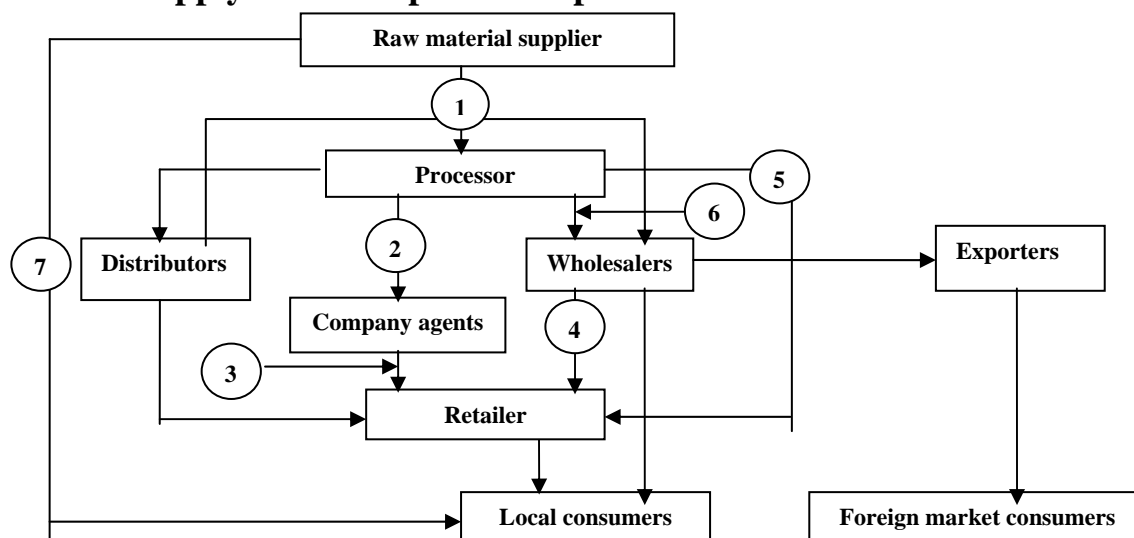 Raw material supplier
1
Processor
5
6
2
7
Distributors
Wholesalers
Exporters
Company agents
4
3
Retailer
Local consumers
Foreign market consumers